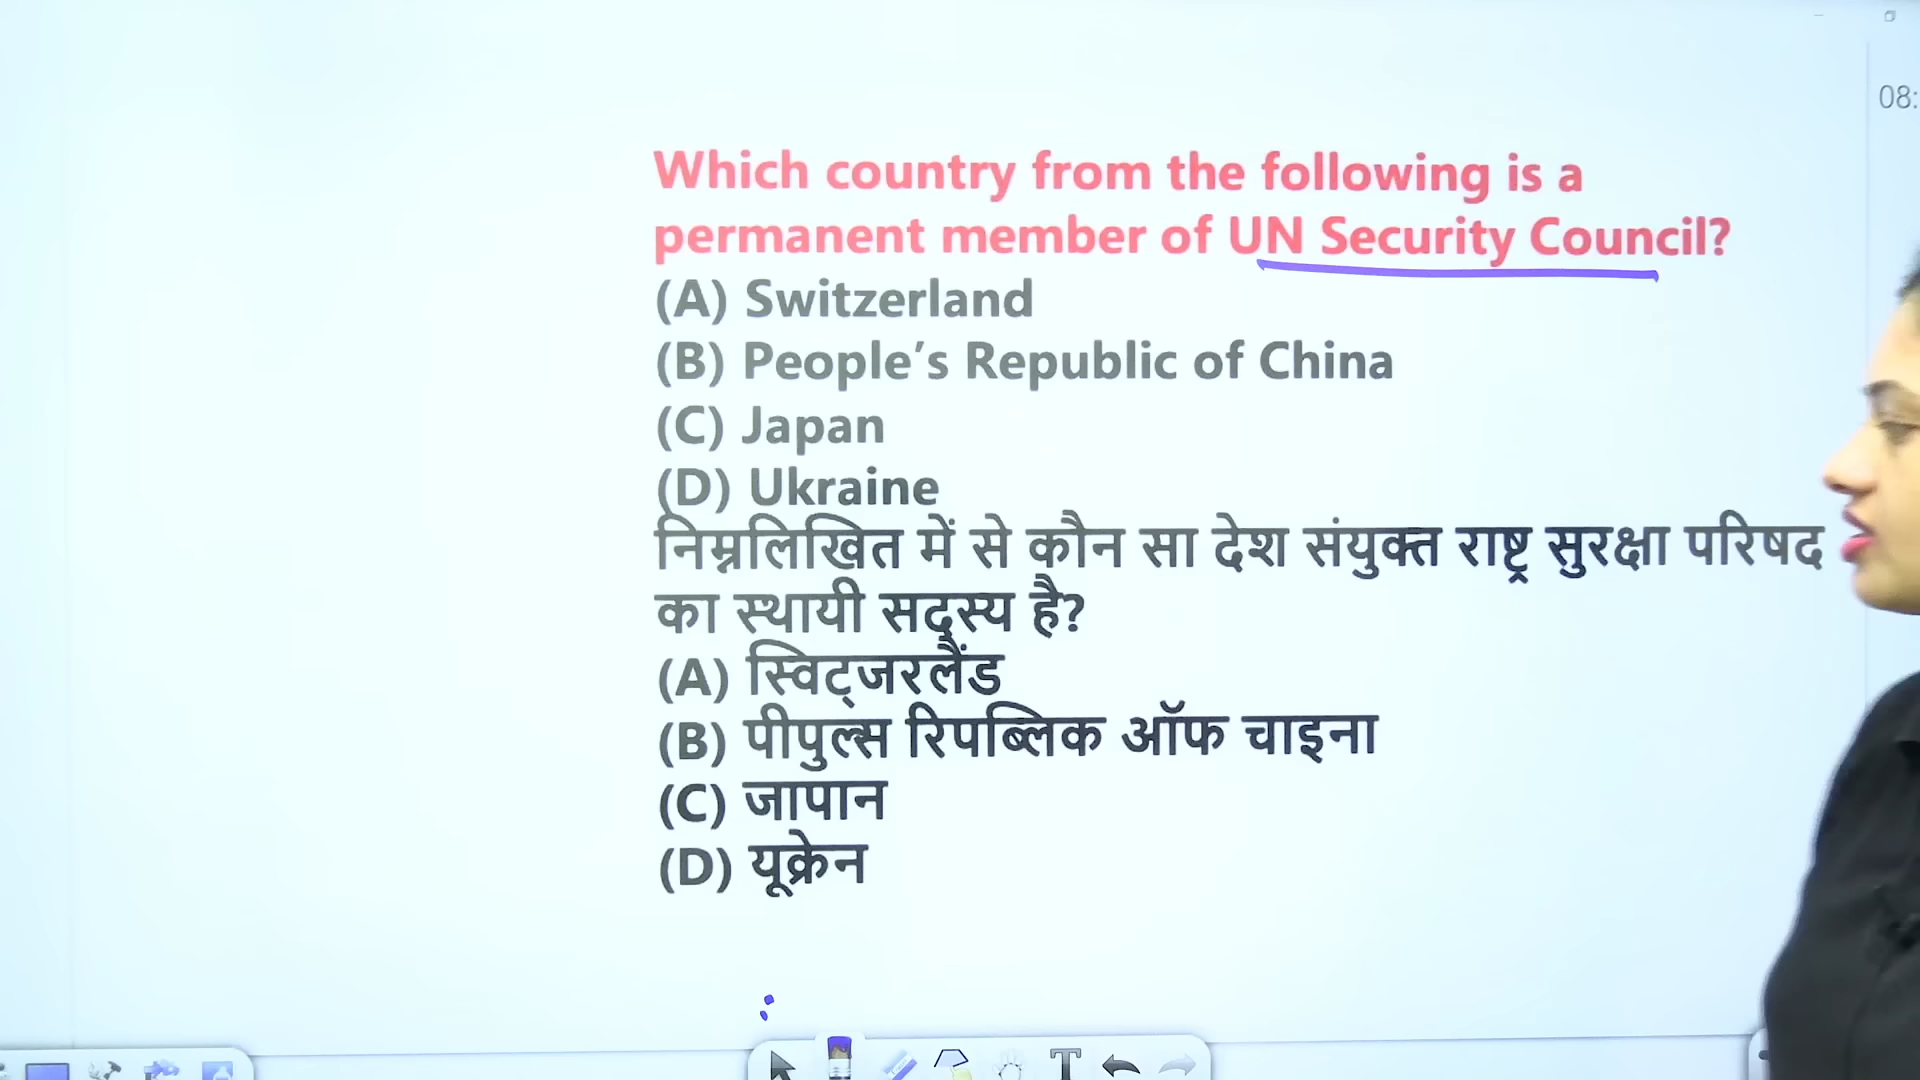 08:
Which country from the following is a
permanent member of UN Security Council?
(A) Switzerland
(B) People’s Republic of China
(C) Japan
(D) Ukraine
निम्नलिखित में से कौन सा देश संयुक्त राष्ट्र सुरक्षा परिषद
का स्थायी सदस्य है?
(A) स्विट्जरलैंड
(B) पीपुल्स रिपब्लिक ऑफ चाइना
(C) जापान
(D) यूक्रेन